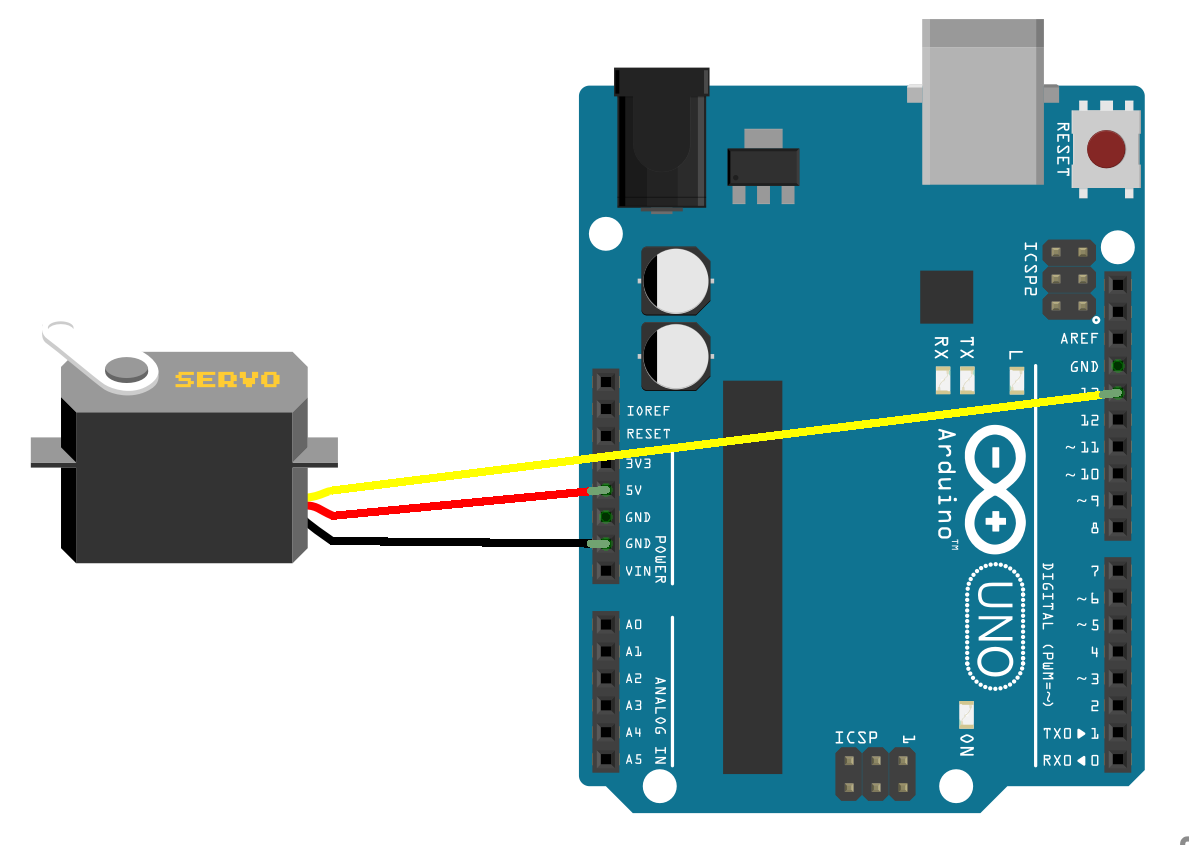 SERVO
RESET
ICSP2
AREF
GND
RX
TX
L
12
~11
~10
~9
8
IOREF
RESET
3V3
5V
GND
GND
VIN
POWER
Arduino™
UNO
DIGITAL (PWM=~)
7
~6
~5
4
~3
2
TX0▶1
RX0◀0
A0
A1
A2
A3
A4
A5
ANALOG IN
ICSP
1
ON